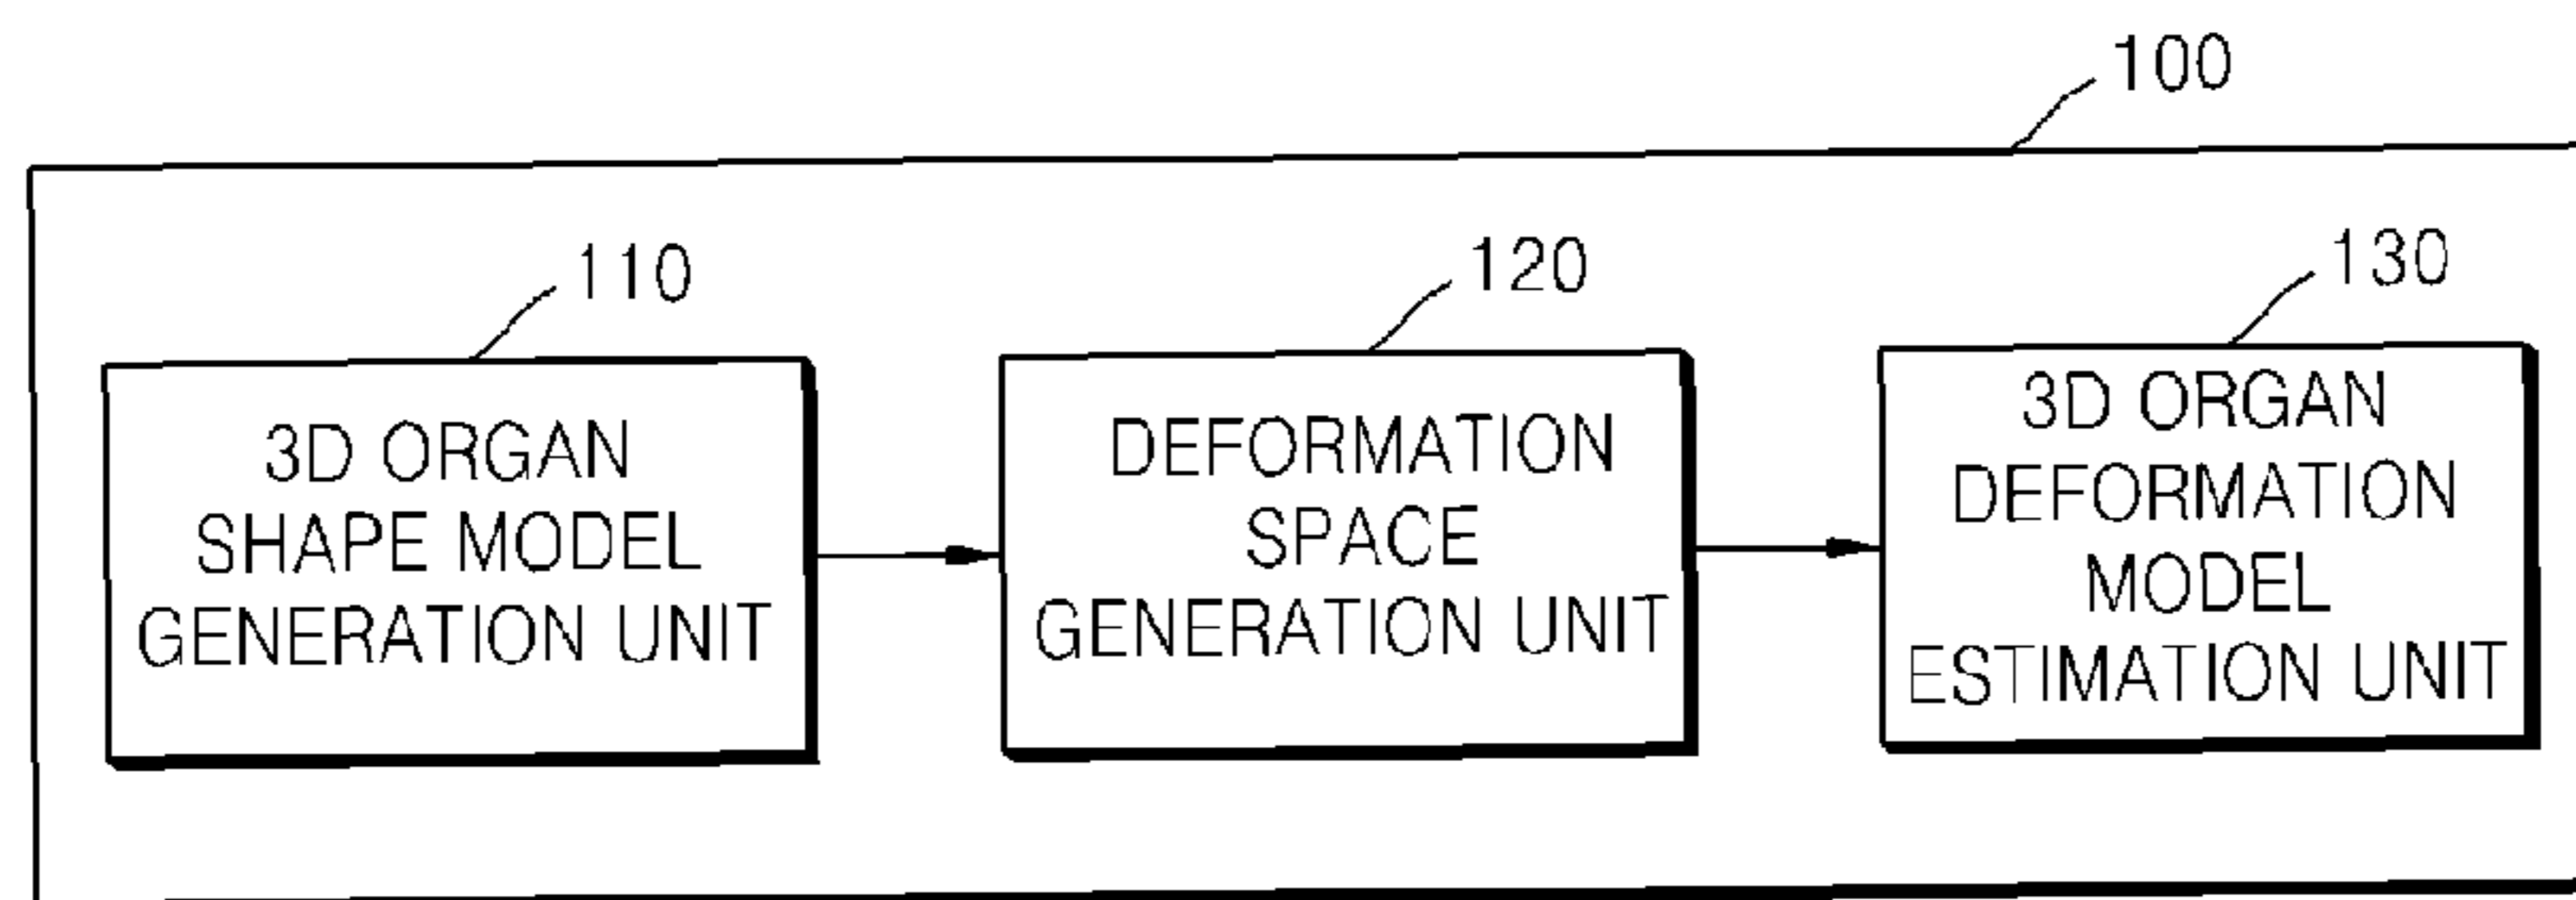 100
110
120
130
3D ORGAN
SHAPE MODEL
GENERATION UNIT
DEFORMATION
SPACE
GENERATION UNIT
3D ORGAN
DEFORMATION
MODEL
ESTIMATION UNIT